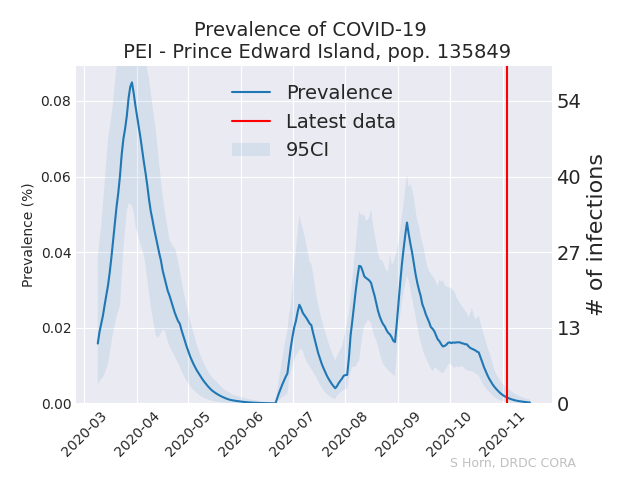 Prevalence of COVID-19
PEI - Prince Edward Island, pop. 135849
Prevalence
Latest data
95CI
0.08
0.06
0.04
0.02
0.00
Prevalence (%)
54
40
27
13
0
# of infections
2020-03
2020-04
2020-05
2020-06
2020-07
2020-08
2020-09
2020-10
2020-11
S Horn, DRDC CORA